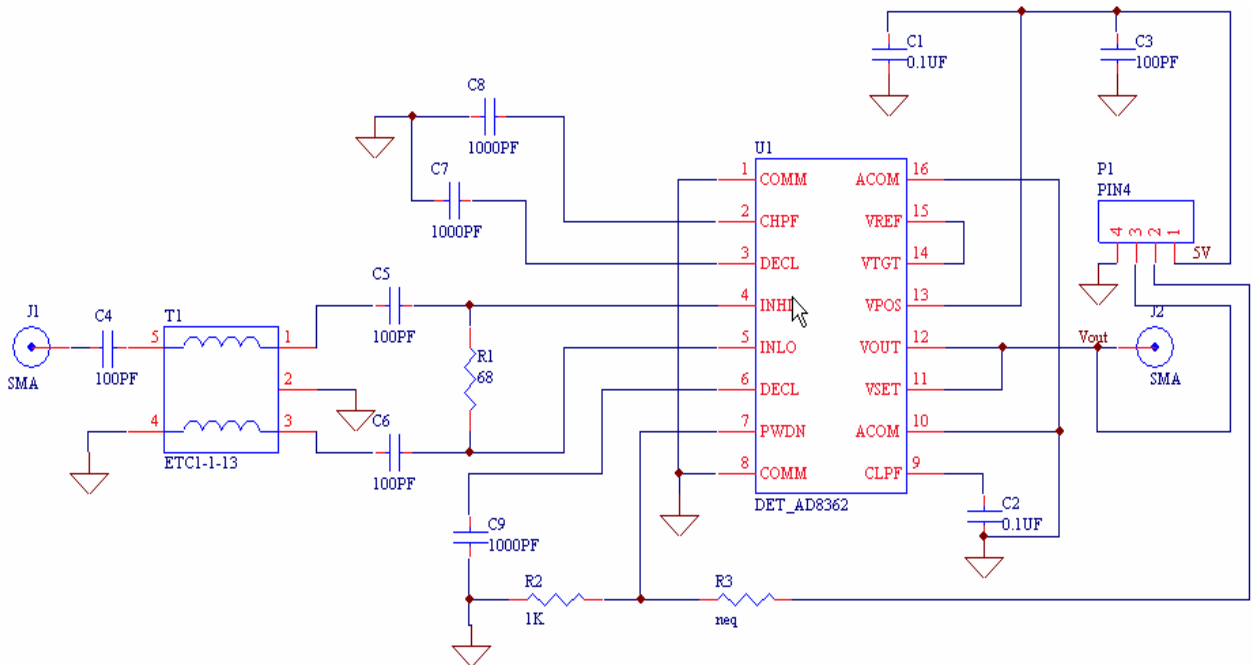 C1
0.1UF
C3
100PF
C8
1000PF
C7
1000PF
U1
1 COMM ACOM 16
2 CHPF VREF 15
3 DECL VTGT 14
4 INHI VPOS 13
5 INLO VOUT 12
6 DECL VSET 11
7 PWDN ACOM 10
8 COMM CLPF 9
DET_AD8362
P1
PIN4
4 3 2 1
5V
J1
SMA
C4
100PF
T1
5 1
2
4 3
ETC1-1-13
C5
100PF
R1
68
C6
100PF
Vout
J2
SMA
C2
0.1UF
C9
1000PF
R2
1K
R3
neq